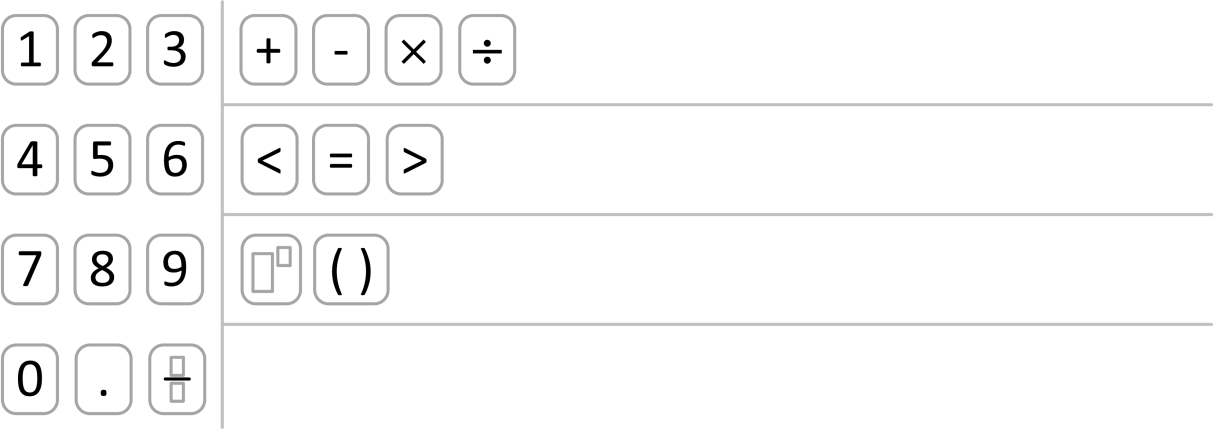 1 2 3 + - × ÷
4 5 6 < = >
7 8 9 ( )
0 .